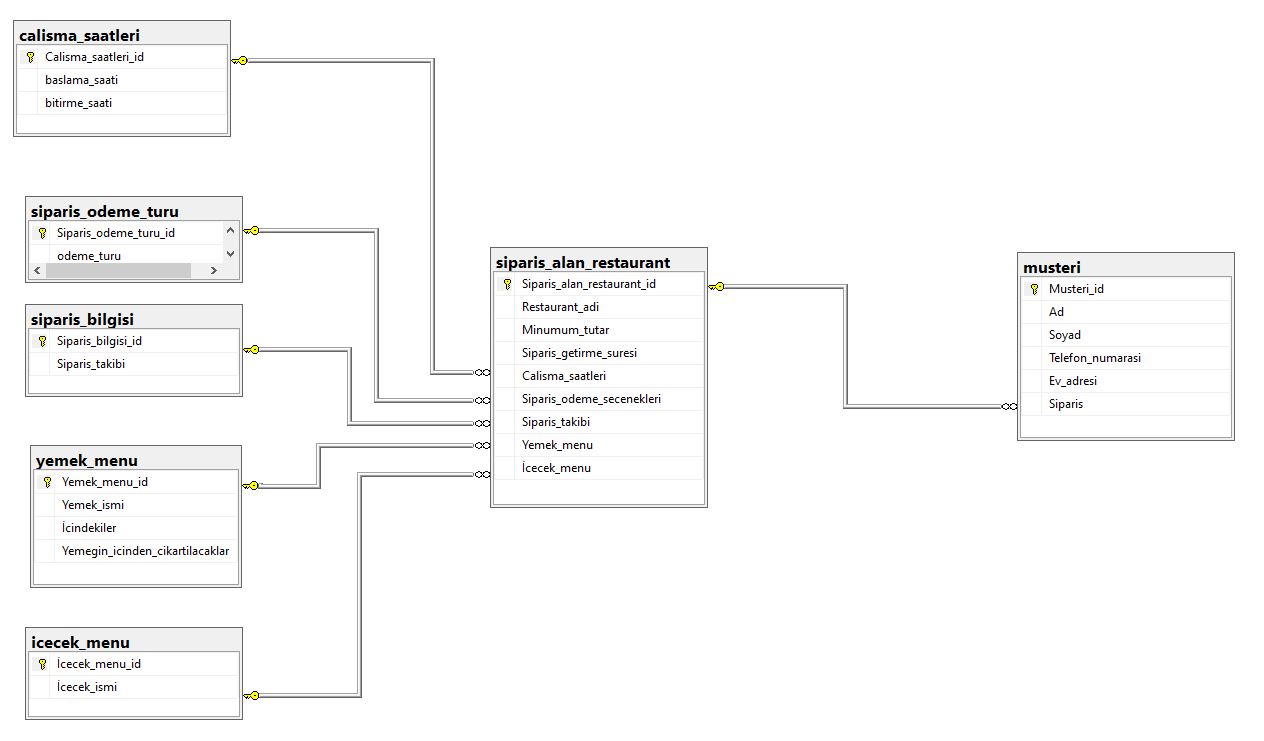 calisma_saatleri
Calisma_saatleri_id
baslama_saati
bitirme_saati
siparis_odeme_turu
Siparis_odeme_turu_id
odeme_turu
siparis_bilgisi
Siparis_bilgisi_id
Siparis_takibi
yemek_menu
Yemek_menu_id
Yemek_ismi
İcindekiler
Yemegin_icinden_cikartilacaklar
icecek_menu
İcecek_menu_id
İcecek_ismi
siparis_alan_restaurant
Siparis_alan_restaurant_id
Restaurant_adi
Minumum_tutar
Siparis_getirme_suresi
Calisma_saatleri
Siparis_odeme_secenekleri
Siparis_takibi
Yemek_menu
İcecek_menu
musteri
Musteri_id
Ad
Soyad
Telefon_numarasi
Ev_adresi
Siparis